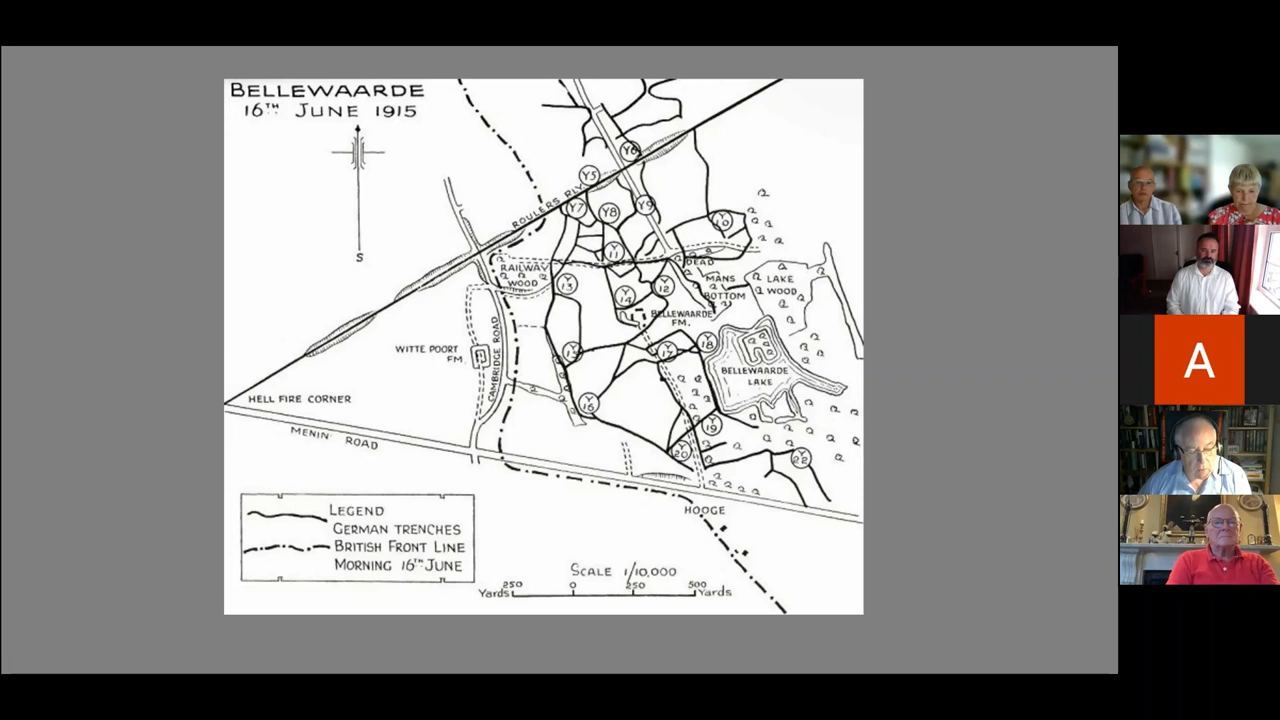 BELLEWAARDE
16TH JUNE 1915
S
Y6
Y5
ROULERS RLY
Y7
Y8
Y9
Y10
Y11
RAILWAY
WOOD
Y13
Y14
Y12
DEAD
MANS
BOTTOM
LAKE
WOOD
BELLEWAARDE
FM.
WITTE POORT
FM.
CAMBRIDGE ROAD
Y17
Y18
BELLEWAARDE
LAKE
HELL FIRE CORNER
MENIN ROAD
Y16
Y19
Y20
Y22
HOOGE
LEGEND
GERMAN TRENCHES
BRITISH FRONT LINE
MORNING 16TH JUNE
SCALE 1/10,000
250 0 250 500
Yards Yards
A